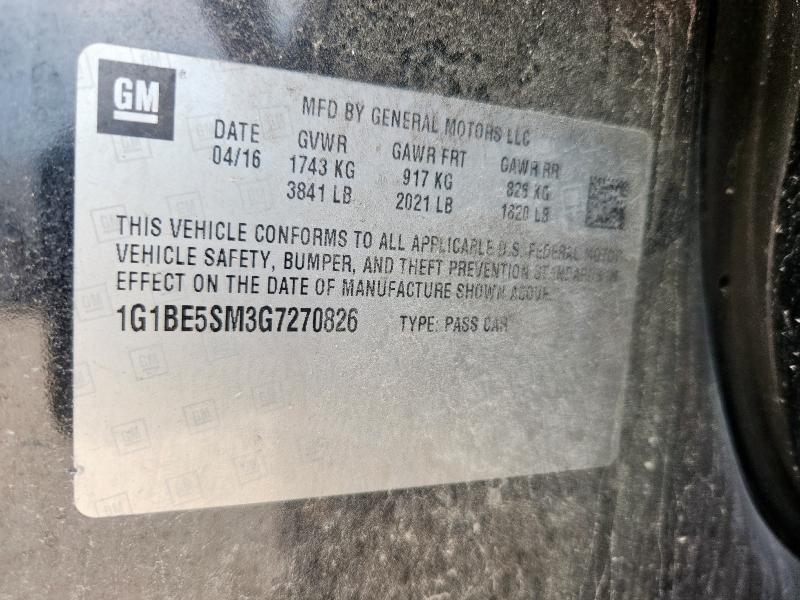 GM
MFD BY GENERAL MOTORS LLC
DATE GVWR GAWR FRT GAWR RR
04/16 1743 KG 917 KG 829 KG
3841 LB 2021 LB 1820 LB
THIS VEHICLE CONFORMS TO ALL APPLICABLE U.S. FEDERAL MOTOR
VEHICLE SAFETY, BUMPER, AND THEFT PREVENTION STANDARDS IN
EFFECT ON THE DATE OF MANUFACTURE SHOWN ABOVE.
1G1BE5SM3G7270826 TYPE: PASS CAR